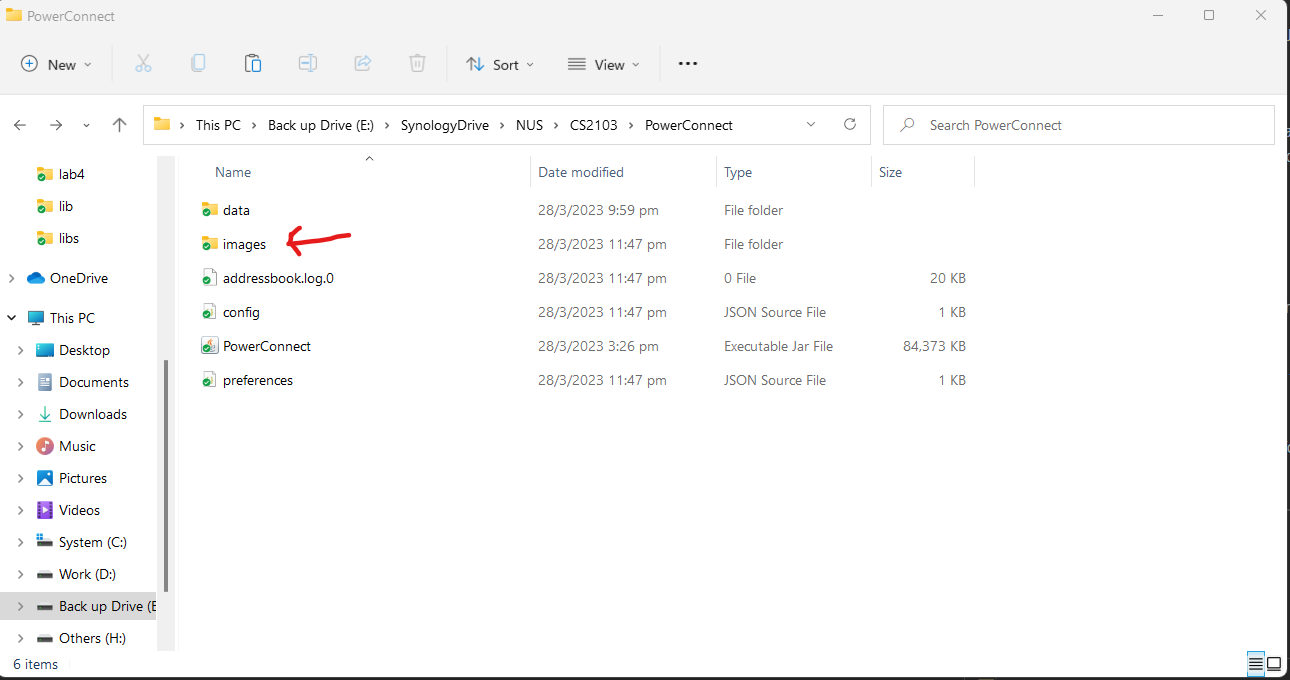 PowerConnect
New
Sort
View
This PC > Back up Drive (E:) > SynologyDrive > NUS > CS2103 > PowerConnect
Search PowerConnect
lab4
lib
libs
OneDrive
This PC
Desktop
Documents
Downloads
Music
Pictures
Videos
System (C:)
Work (D:)
Back up Drive (E
Others (H:)
Name Date modified Type Size
data 28/3/2023 9:59 pm File folder
images 28/3/2023 11:47 pm File folder
addressbook.log.0 28/3/2023 11:47 pm 0 File 20 KB
config 28/3/2023 11:47 pm JSON Source File 1 KB
PowerConnect 28/3/2023 3:26 pm Executable Jar File 84,373 KB
preferences 28/3/2023 11:47 pm JSON Source File 1 KB
6 items